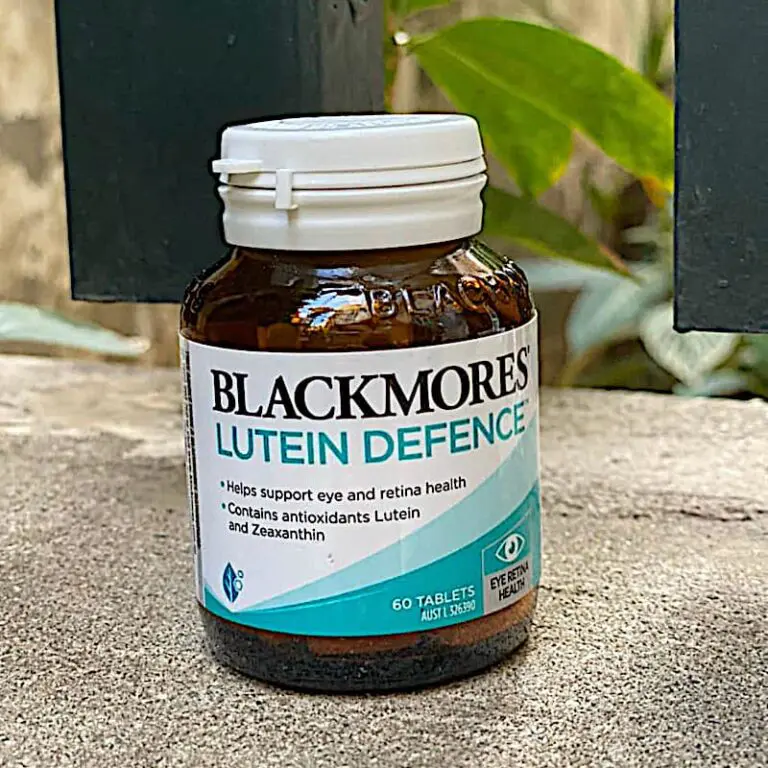 BLAC
BLACKMORES®
LUTEIN DEFENCE™
•Helps support eye and retina health
•Contains antioxidants Lutein
and Zeaxanthin
60 TABLETS
AUST L 326390
EYE RETINA
HEALTH